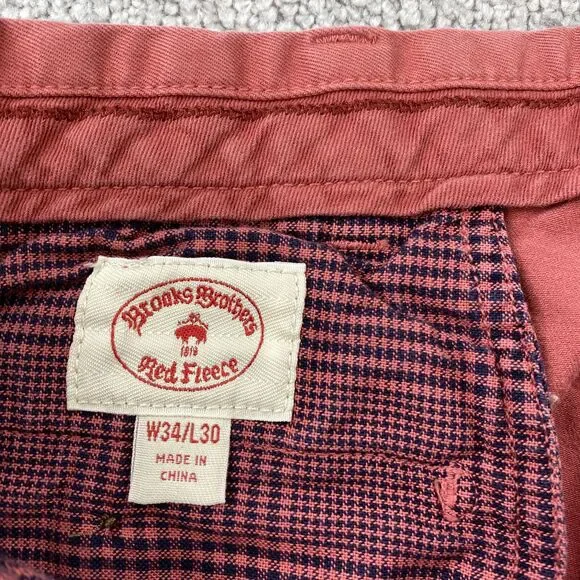 Brooks Brothers
1818
Red Fleece
W34/L30
MADE IN
CHINA